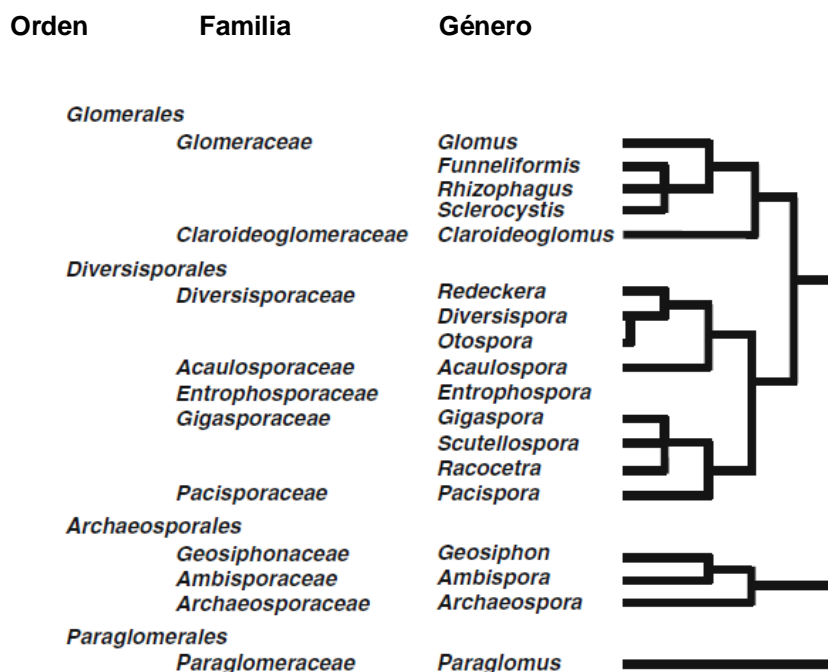 Orden Familia Género
Glomerales
Glomeraceae Glomus
Funneliformis
Rhizophagus
Sclerocystis
Claroideoglomeraceae Claroideoglomus
Diversisporales
Diversisporaceae Redeckera
Diversispora
Otospora
Acaulosporaceae Acaulospora
Entrophosporaceae Entrophospora
Gigasporaceae Gigaspora
Scutellospora
Racocetra
Pacisporaceae Pacispora
Archaeosporales
Geosiphonaceae Geosiphon
Ambisporaceae Ambispora
Archaeosporaceae Archaeospora
Paraglomerales
Paraglomeraceae Paraglomus